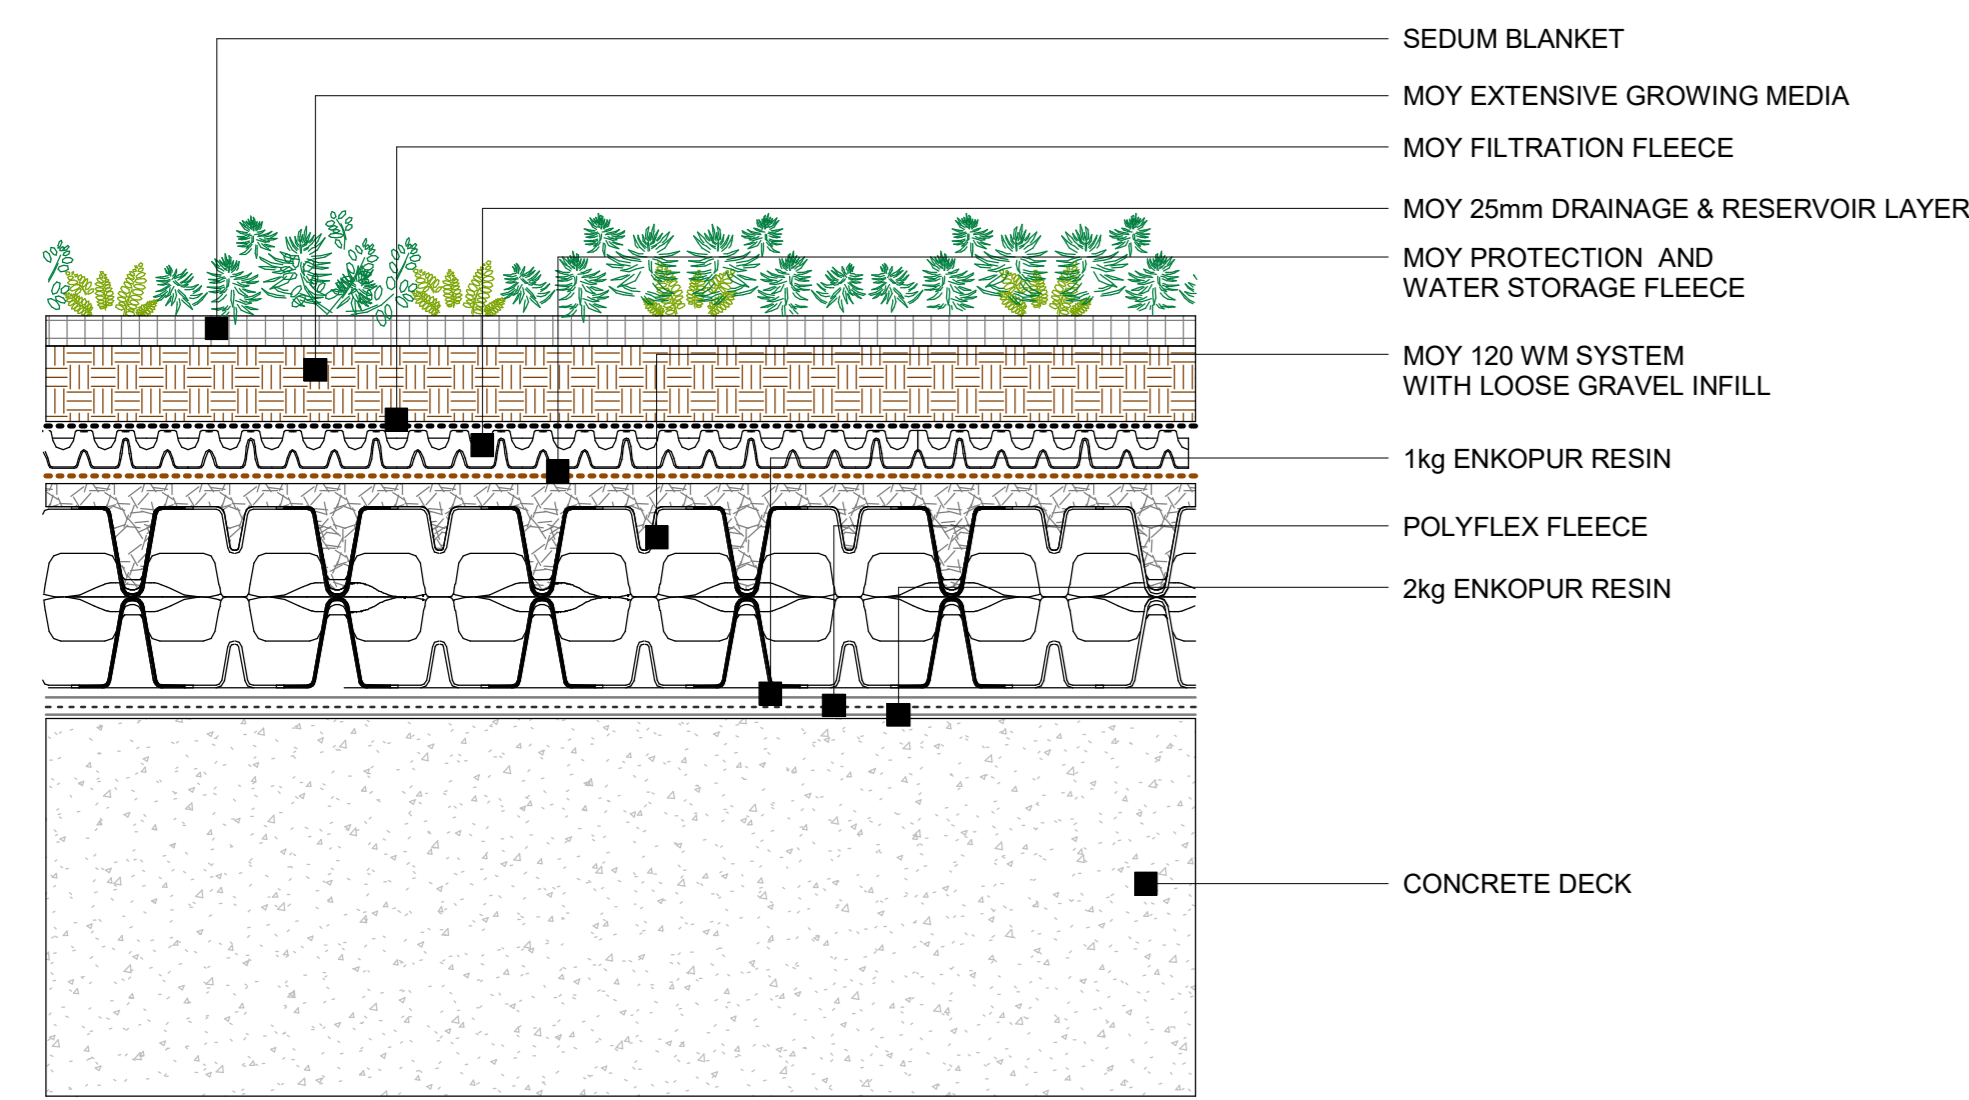 SEDUM BLANKET
MOY EXTENSIVE GROWING MEDIA
MOY FILTRATION FLEECE
MOY 25mm DRAINAGE & RESERVOIR LAYER
MOY PROTECTION AND
WATER STORAGE FLEECE
MOY 120 WM SYSTEM
WITH LOOSE GRAVEL INFILL
1kg ENKOPUR RESIN
POLYFLEX FLEECE
2kg ENKOPUR RESIN
CONCRETE DECK